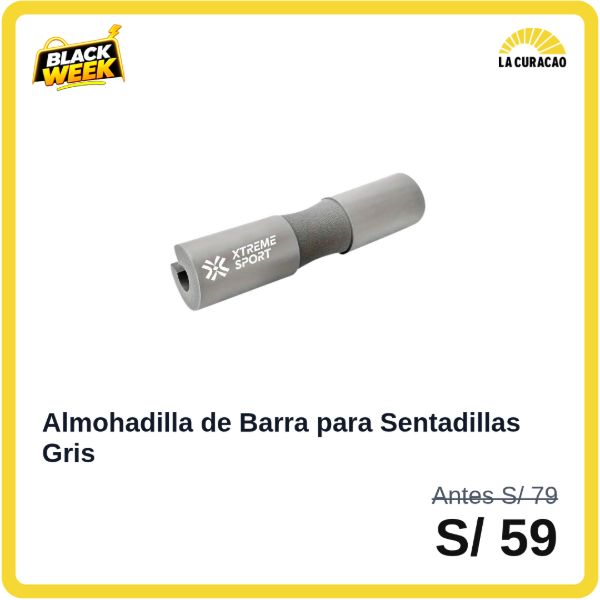 BLACK
WEEK
LA CURACAO
XTREME
SPORT
Almohadilla de Barra para Sentadillas
Gris
Antes S/ 79
S/ 59